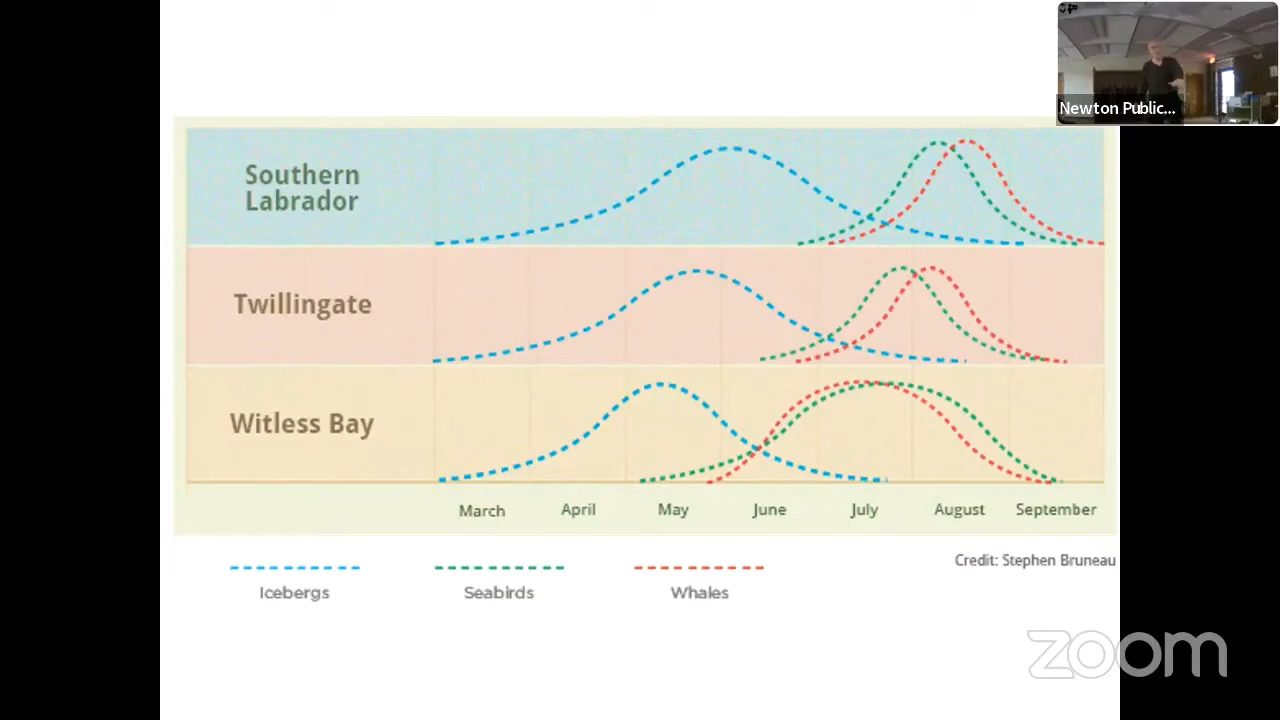 Newton Public...
Southern
Labrador
Twillingate
Witless Bay
March April May June July August September
Credit: Stephen Bruneau
Icebergs Seabirds Whales
zoom